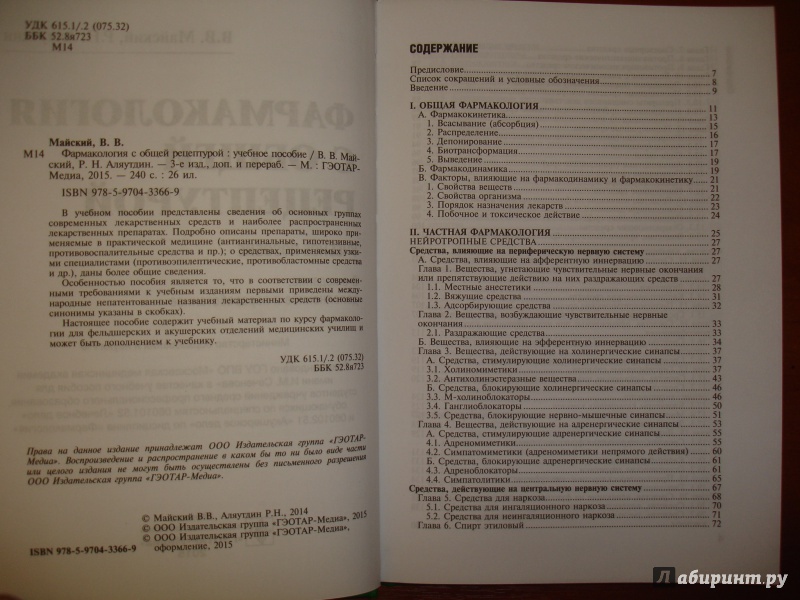 УДК 615.1/.2 (075.32)
ББК 52.8я723
М14
Майский, В. В.
М14 Фармакология с общей рецептурой : учебное пособие / В. В. Май-
ский, Р. Н. Аляутдин. — 3-е изд., доп. и перераб. — М. : ГЭОТАР-
Медиа, 2015. — 240 с. : 26 ил.
ISBN 978-5-9704-3366-9
В учебном пособии представлены сведения об основных группах
современных лекарственных средств и наиболее распространенных
лекарственных препаратах. Подробно описаны препараты, широко при-
меняемые в практической медицине (антиангинальные, гипотензивные,
противовоспалительные средства и пр.); о средствах, применяемых узки-
ми специалистами (противоэпилептические, противобластомные средства
и др.), даны более общие сведения.
Особенностью пособия является то, что в соответствии с современ-
ными требованиями к учебным изданиям первыми приведены между-
народные непатентованные названия лекарственных средств (основные
синонимы указаны в скобках).
Настоящее пособие содержит учебный материал по курсу фармаколо-
гии для фельдшерских и акушерских отделений медицинских училищ и
может быть дополнением к учебнику.
УДК 615.1/.2 (075.32)
ББК 52.8я723
Права на данное издание принадлежат ООО Издательская группа «ГЭОТАР-
Медиа». Воспроизведение и распространение в каком бы то ни было виде части
или целого издания не могут быть осуществлены без письменного разрешения
ООО Издательская группа «ГЭОТАР-Медиа».
© Майский В.В., Аляутдин Р.Н., 2014
© ООО Издательская группа «ГЭОТАР-Медиа», 2015
© ООО Издательская группа «ГЭОТАР-Медиа»,
оформление, 2015
ISBN 978-5-9704-3366-9
СОДЕРЖАНИЕ
Предисловие 7
Список сокращений и условные обозначения 8
Введение 9
I. ОБЩАЯ ФАРМАКОЛОГИЯ 11
А. Фармакокинетика 13
1. Всасывание (абсорбция) 15
2. Распределение 16
3. Депонирование 16
4. Биотрансформация 17
5. Выведение 19
Б. Фармакодинамика 19
В. Факторы, влияющие на фармакодинамику и фармакокинетику 21
1. Свойства веществ 21
2. Свойства организма 22
3. Порядок назначения лекарств 23
4. Побочное и токсическое действие 24
II. ЧАСТНАЯ ФАРМАКОЛОГИЯ 25
НЕЙРОТРОПНЫЕ СРЕДСТВА 27
Средства, влияющие на периферическую нервную систему 27
А. Средства, влияющие на афферентную иннервацию 27
Глава 1. Вещества, угнетающие чувствительные нервные окончания
или препятствующие действию на них раздражающих средств 27
1.1. Местные анестетики 28
1.2. Вяжущие средства 31
1.3. Адсорбирующие средства 32
Глава 2. Вещества, возбуждающие чувствительные нервные
окончания 33
2.1. Раздражающие средства 33
Б. Вещества, влияющие на эфферентную иннервацию 34
Глава 3. Вещества, действующие на холинергические синапсы 37
А. Средства, стимулирующие холинергические синапсы 37
3.1. Холиномиметики 37
3.2. Антихолинэстеразные вещества 43
Б. Средства, блокирующие холинергические синапсы 46
3.3. М-холиноблокаторы 46
3.4. Ганглиоблокаторы 50
3.5. Средства, блокирующие нервно-мышечные синапсы 51
Глава 4. Вещества, действующие на адренергические синапсы 53
А. Средства, стимулирующие адренергические синапсы 55
4.1. Адреномиметики 55
4.2. Симпатомиметики (адреномиметики непрямого действия) 60
Б. Средства, блокирующие адренергические синапсы 61
4.3. Адреноблокаторы 61
4.4. Симпатолитики 65
Средства, действующие на центральную нервную систему 67
Глава 5. Средства для наркоза 68
5.1. Средства для ингаляционного наркоза 70
5.2. Средства для неингаляционного наркоза 71
Глава 6. Спирт этиловый 72
Лабиринт.ру